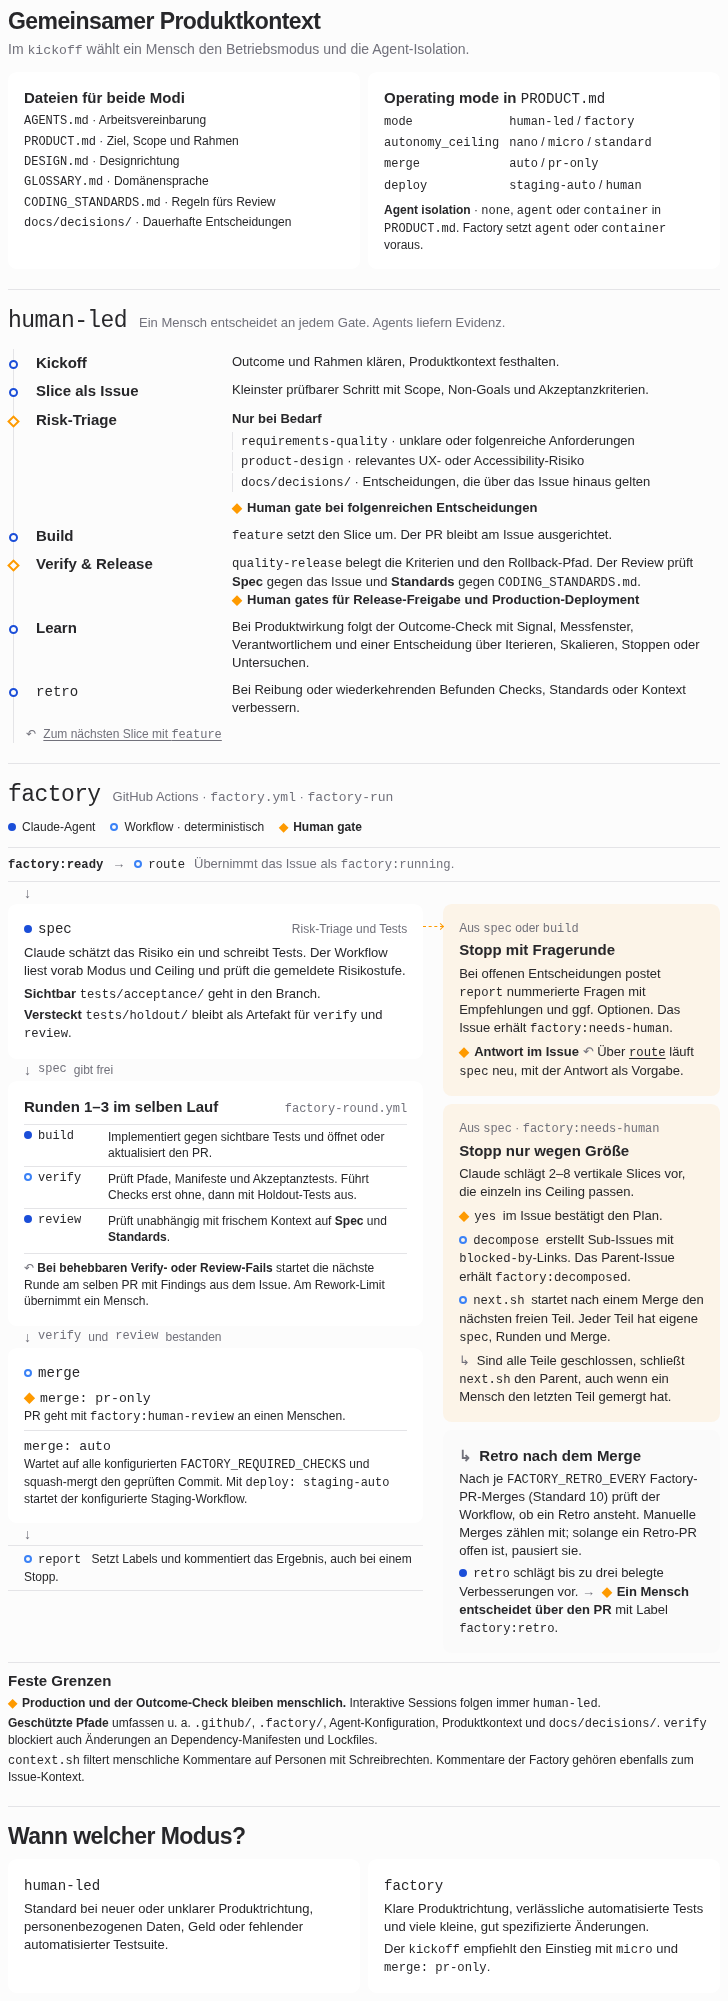 Gemeinsamer Produktkontext
Im kickoff wählt ein Mensch den Betriebsmodus und die Agent-Isolation.
Dateien für beide Modi
AGENTS.md · Arbeitsvereinbarung
PRODUCT.md · Ziel, Scope und Rahmen
DESIGN.md · Designrichtung
GLOSSARY.md · Domänensprache
CODING_STANDARDS.md · Regeln fürs Review
docs/decisions/ · Dauerhafte Entscheidungen
Operating mode in PRODUCT.md
mode human-led / factory
autonomy_ceiling nano / micro / standard
merge auto / pr-only
deploy staging-auto / human
Agent isolation · none, agent oder container in
PRODUCT.md. Factory setzt agent oder container
voraus.
human-led Ein Mensch entscheidet an jedem Gate. Agents liefern Evidenz.
Kickoff Outcome und Rahmen klären, Produktkontext festhalten.
Slice als Issue Kleinster prüfbarer Schritt mit Scope, Non-Goals und Akzeptanzkriterien.
Risk-Triage Nur bei Bedarf
requirements-quality · unklare oder folgenreiche Anforderungen
product-design · relevantes UX- oder Accessibility-Risiko
docs/decisions/ · Entscheidungen, die über das Issue hinaus gelten
◆ Human gate bei folgenreichen Entscheidungen
Build feature setzt den Slice um. Der PR bleibt am Issue ausgerichtet.
Verify & Release quality-release belegt die Kriterien und den Rollback-Pfad. Der Review prüft
Spec gegen das Issue und Standards gegen CODING_STANDARDS.md.
◆ Human gates für Release-Freigabe und Production-Deployment
Learn Bei Produktwirkung folgt der Outcome-Check mit Signal, Messfenster,
Verantwortlichem und einer Entscheidung über Iterieren, Skalieren, Stoppen oder
Untersuchen.
retro Bei Reibung oder wiederkehrenden Befunden Checks, Standards oder Kontext
verbessern.
↶ Zum nächsten Slice mit feature
factory GitHub Actions · factory.yml · factory-run
Claude-Agent Workflow · deterministisch ◆ Human gate
factory:ready → route Übernimmt das Issue als factory:running.
↓
spec Risk-Triage und Tests
Claude schätzt das Risiko ein und schreibt Tests. Der Workflow
liest vorab Modus und Ceiling und prüft die gemeldete Risikostufe.
Sichtbar tests/acceptance/ geht in den Branch.
Versteckt tests/holdout/ bleibt als Artefakt für verify und
review.
↓ spec gibt frei
Runden 1–3 im selben Lauf factory-round.yml
build Implementiert gegen sichtbare Tests und öffnet oder
aktualisiert den PR.
verify Prüft Pfade, Manifeste und Akzeptanztests. Führt
Checks erst ohne, dann mit Holdout-Tests aus.
review Prüft unabhängig mit frischem Kontext auf Spec und
Standards.
↶ Bei behebbaren Verify- oder Review-Fails startet die nächste
Runde am selben PR mit Findings aus dem Issue. Am Rework-Limit
übernimmt ein Mensch.
↓ verify und review bestanden
merge
◆ merge: pr-only
PR geht mit factory:human-review an einen Menschen.
merge: auto
Wartet auf alle konfigurierten FACTORY_REQUIRED_CHECKS und
squash-mergt den geprüften Commit. Mit deploy: staging-auto
startet der konfigurierte Staging-Workflow.
↓
report Setzt Labels und kommentiert das Ergebnis, auch bei einem
Stopp.
Aus spec oder build
Stopp mit Fragerunde
Bei offenen Entscheidungen postet
report nummerierte Fragen mit
Empfehlungen und ggf. Optionen. Das
Issue erhält factory:needs-human.
◆ Antwort im Issue ↶ Über route läuft
spec neu, mit der Antwort als Vorgabe.
Aus spec · factory:needs-human
Stopp nur wegen Größe
Claude schlägt 2–8 vertikale Slices vor,
die einzeln ins Ceiling passen.
◆ yes im Issue bestätigt den Plan.
decompose erstellt Sub-Issues mit
blocked-by-Links. Das Parent-Issue
erhält factory:decomposed.
next.sh startet nach einem Merge den
nächsten freien Teil. Jeder Teil hat eigene
spec, Runden und Merge.
↳ Sind alle Teile geschlossen, schließt
next.sh den Parent, auch wenn ein
Mensch den letzten Teil gemergt hat.
↳ Retro nach dem Merge
Nach je FACTORY_RETRO_EVERY Factory-
PR-Merges (Standard 10) prüft der
Workflow, ob ein Retro ansteht. Manuelle
Merges zählen mit; solange ein Retro-PR
offen ist, pausiert sie.
retro schlägt bis zu drei belegte
Verbesserungen vor. → ◆ Ein Mensch
entscheidet über den PR mit Label
factory:retro.
Feste Grenzen
◆ Production und der Outcome-Check bleiben menschlich. Interaktive Sessions folgen immer human-led.
Geschützte Pfade umfassen u. a. .github/, .factory/, Agent-Konfiguration, Produktkontext und docs/decisions/. verify
blockiert auch Änderungen an Dependency-Manifesten und Lockfiles.
context.sh filtert menschliche Kommentare auf Personen mit Schreibrechten. Kommentare der Factory gehören ebenfalls zum
Issue-Kontext.
Wann welcher Modus?
human-led
Standard bei neuer oder unklarer Produktrichtung,
personenbezogenen Daten, Geld oder fehlender
automatisierter Testsuite.
factory
Klare Produktrichtung, verlässliche automatisierte Tests
und viele kleine, gut spezifizierte Änderungen.
Der kickoff empfiehlt den Einstieg mit micro und
merge: pr-only.